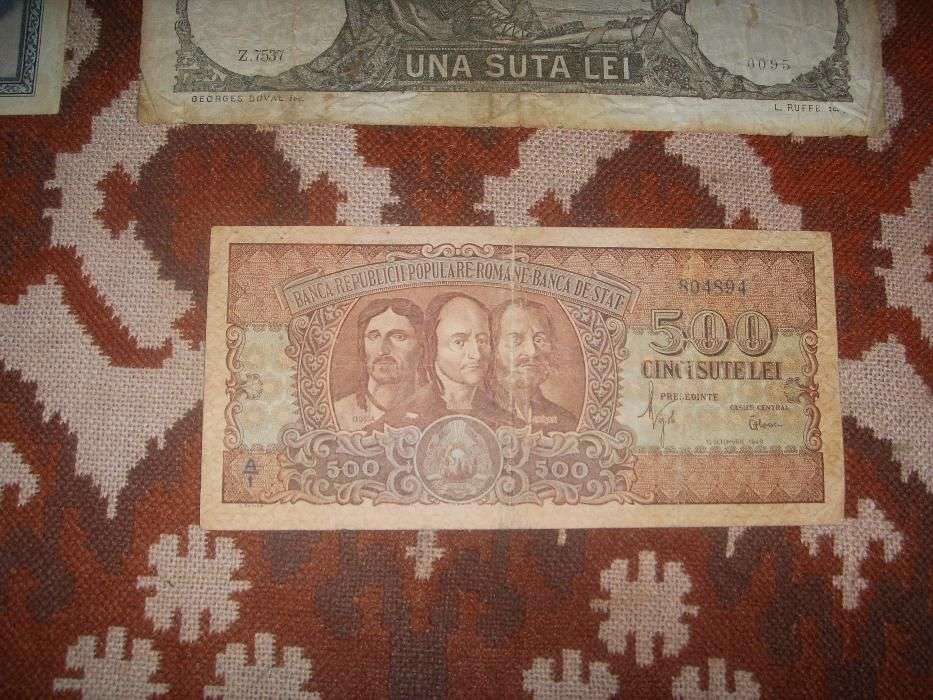 Z.7537
UNA SUTA LEI
0095
GEORGES DUVAL
L. RUFFE
BANCA REPUBLICII POPULARE ROMANE-BANCA DE STAT
804894
500
CINCI SUTE LEI
PREȘEDINTE
CASIER CENTRAL
500
500
A
1